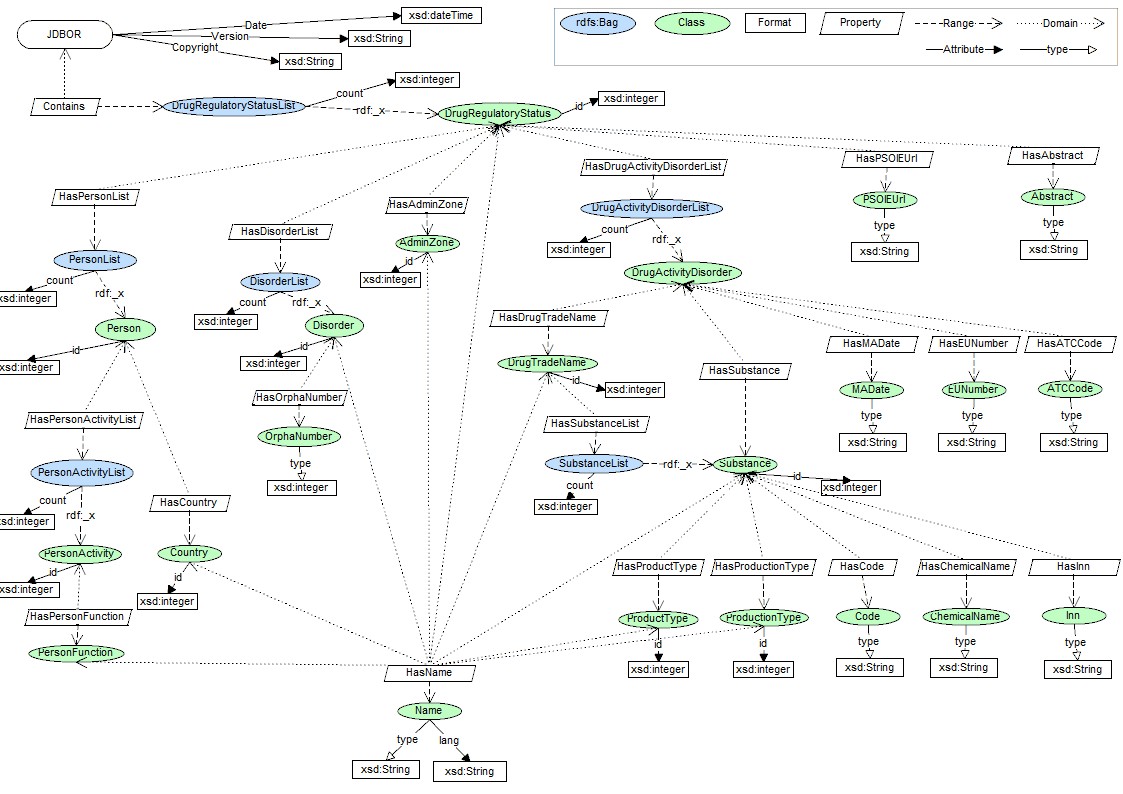 JDBOR
Date
xsd:dateTime
Version
xsd:String
Copyright
xsd:String
rdfs:Bag
Class
Format
Property
Range
Domain
Attribute
type
Contains
DrugRegulatoryStatusList
count
xsd:integer
rdf:_x
DrugRegulatoryStatus
id
xsd:integer
HasPersonList
HasDisorderList
HasAdminZone
HasDrugActivityDisorderList
HasPSOIEUrl
HasAbstract
PersonList
count
xsd:integer
rdf:_x
Person
id
xsd:integer
DisorderList
count
xsd:integer
rdf:_x
Disorder
id
xsd:integer
AdminZone
id
xsd:integer
DrugActivityDisorderList
count
xsd:integer
rdf:_x
DrugActivityDisorder
PSOIEUrl
type
xsd:String
Abstract
type
xsd:String
HasOrphaNumber
OrphaNumber
type
xsd:integer
HasDrugTradeName
DrugTradeName
id
xsd:integer
HasSubstance
HasMADate
HasEUNumber
HasATCCode
MADate
EUNumber
ATCCode
type
type
type
xsd:String
xsd:String
xsd:String
HasPersonActivityList
PersonActivityList
count
xsd:integer
rdf:_x
PersonActivity
id
xsd:integer
HasPersonFunction
PersonFunction
HasCountry
Country
id
xsd:integer
HasSubstanceList
SubstanceList
rdf:_x
Substance
count
xsd:integer
id
xsd:integer
HasProductType
HasProductionType
HasCode
HasChemicalName
HasInn
ProductType
ProductionType
Code
ChemicalName
Inn
id
id
type
type
type
xsd:integer
xsd:integer
xsd:String
xsd:String
xsd:String
HasName
Name
type
lang
xsd:String
xsd:String